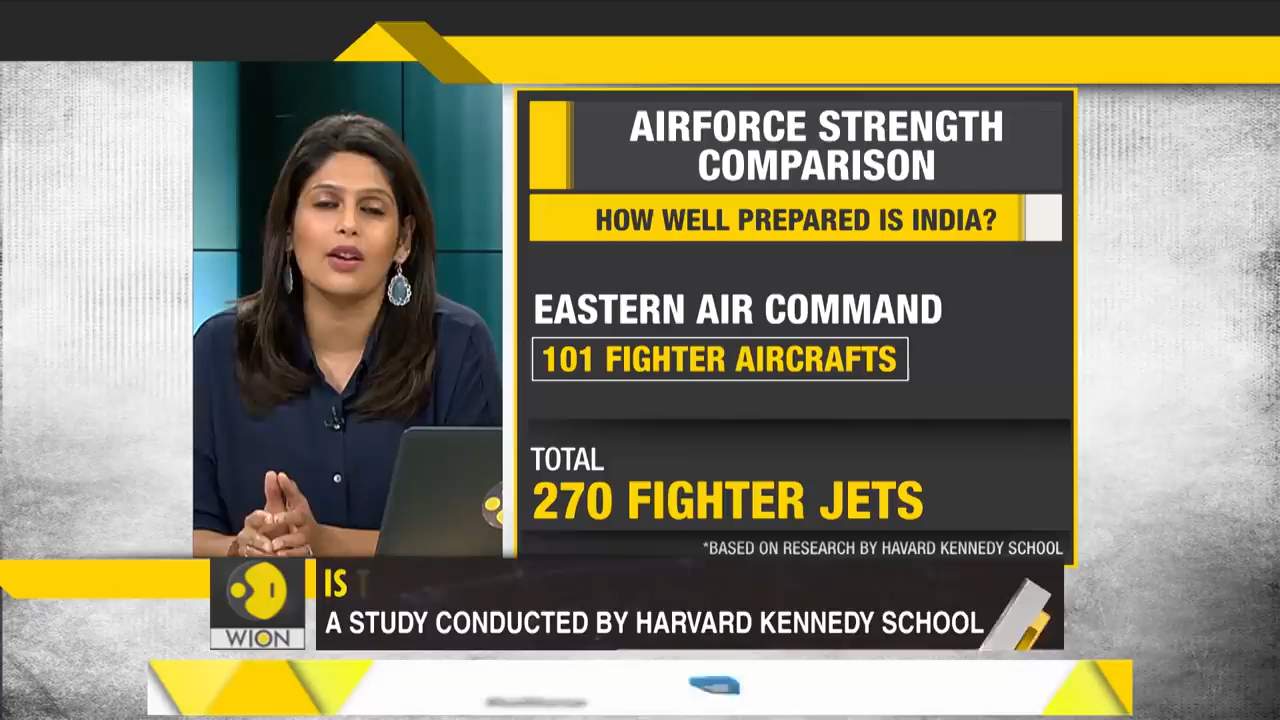 AIRFORCE STRENGTH
COMPARISON
HOW WELL PREPARED IS INDIA?
EASTERN AIR COMMAND
101 FIGHTER AIRCRAFTS
TOTAL
270 FIGHTER JETS
*BASED ON RESEARCH BY HAVARD KENNEDY SCHOOL
IS T
A STUDY CONDUCTED BY HARVARD KENNEDY SCHOOL
WION